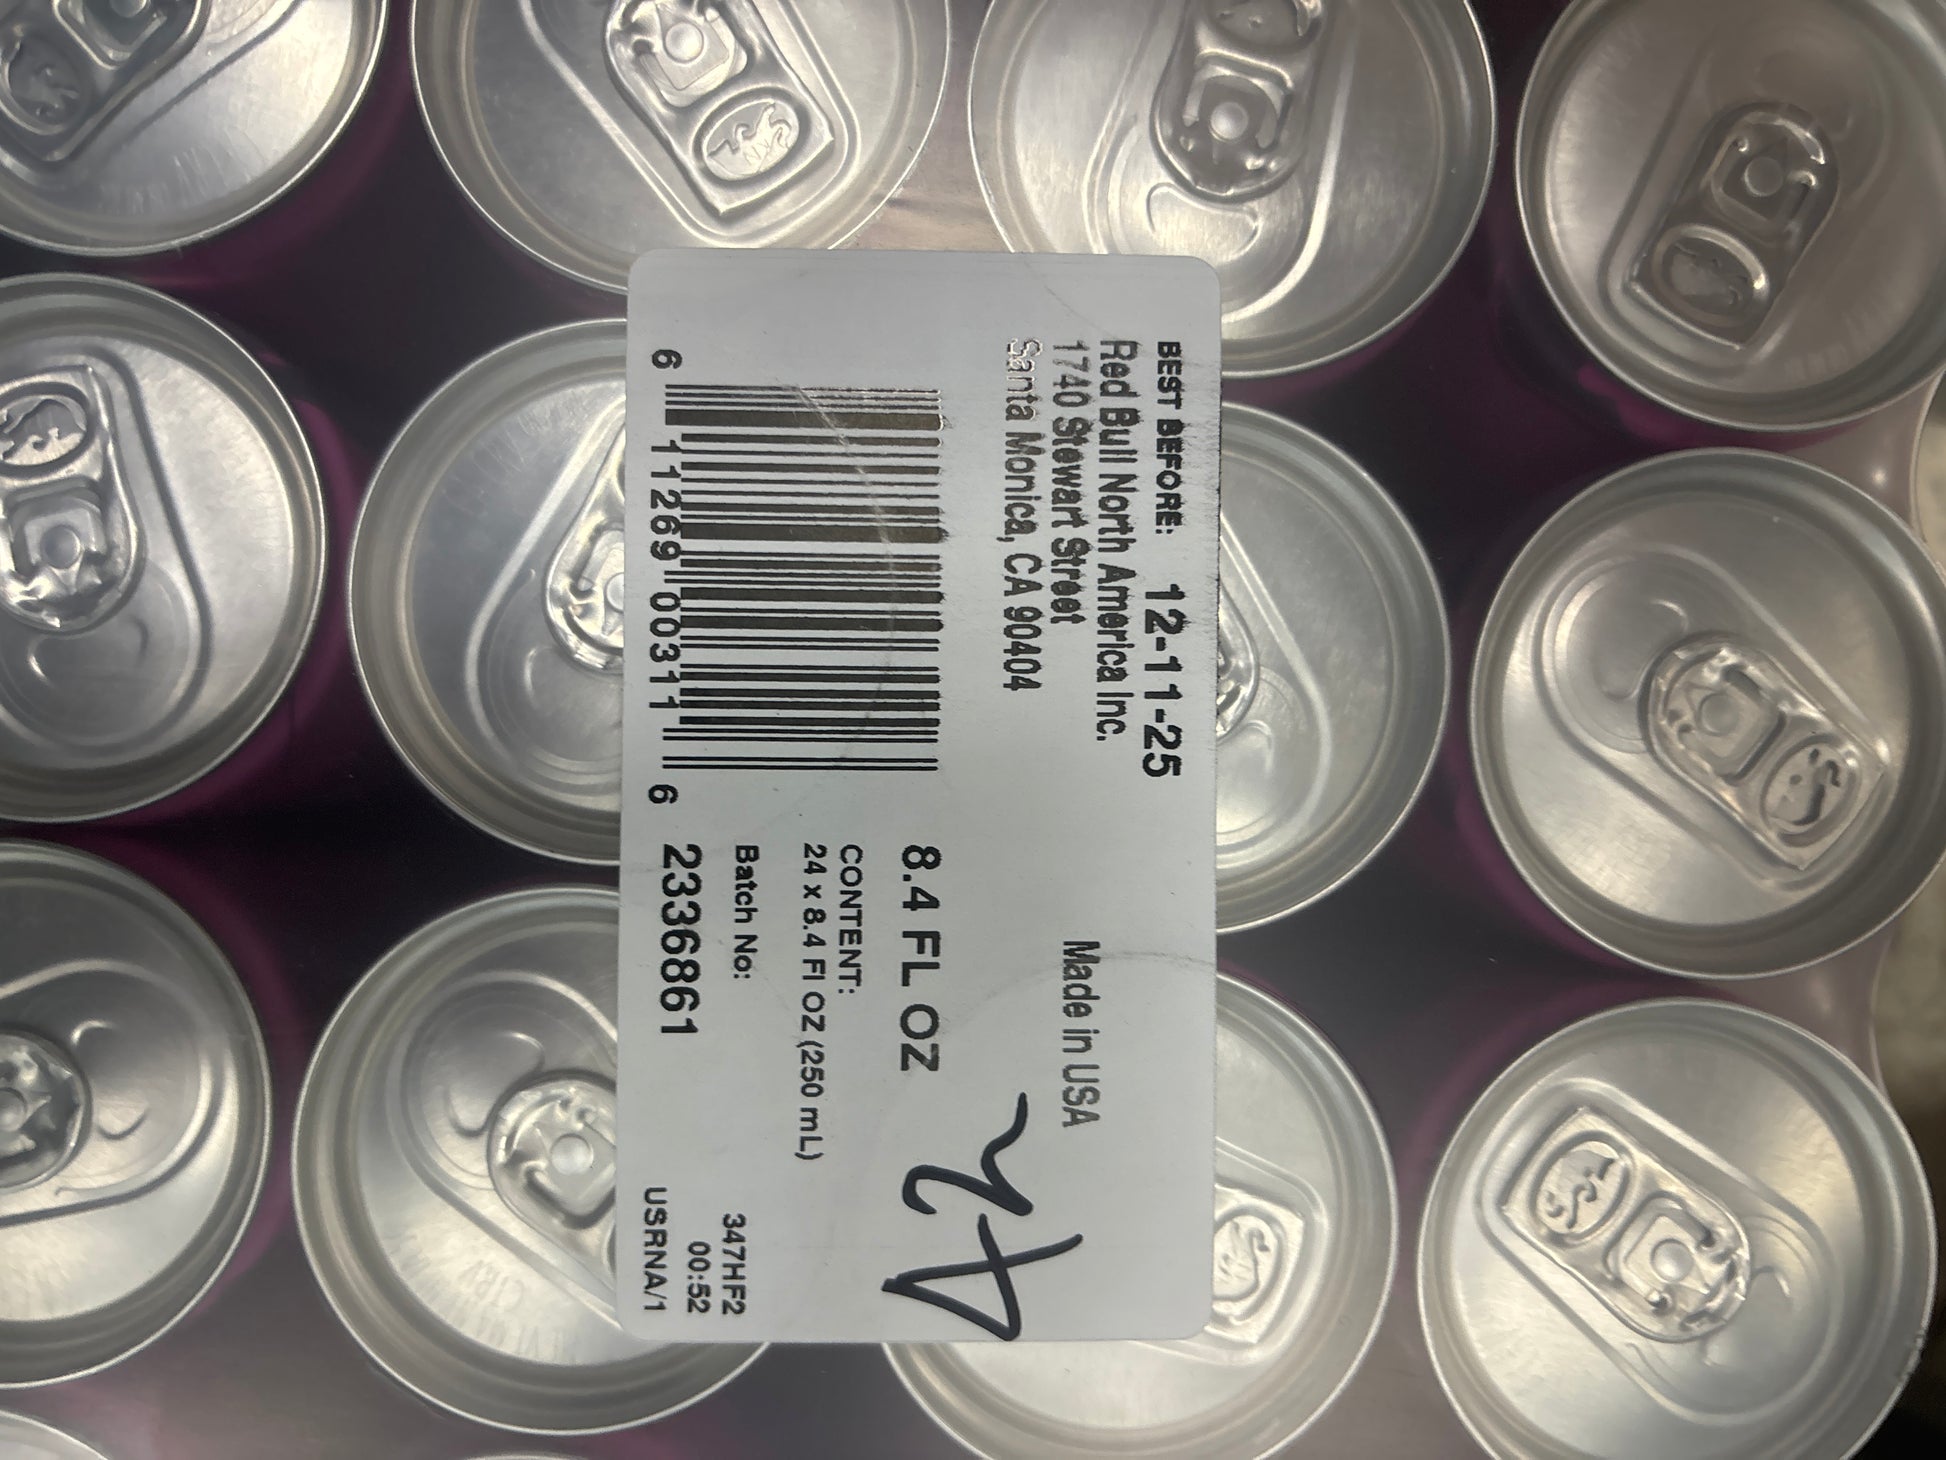 BEST BEFORE: 12-11-25
Red Bull North America Inc.
1740 Stewart Street
Santa Monica, CA 90404
Made in USA
8.4 FL OZ
42
CONTENT:
24 x 8.4 Fl OZ (250 mL)
6 11269 00311 6
Batch No:
2336861
347HF2
00:52
USRNA/1